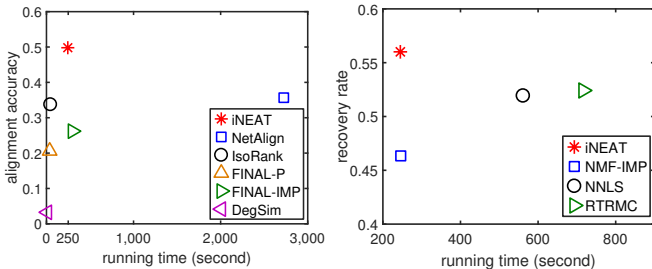 0.6
0.5
0.4
0.3
0.2
0.1
0
alignment accuracy
0 250 1,000 2,000 3,000
running time (second)
iNEAT
NetAlign
IsoRank
FINAL-P
FINAL-IMP
DegSim
0.6
0.55
0.5
0.45
0.4
recovery rate
200 400 600 800
running time (second)
iNEAT
NMF-IMP
NNLS
RTRMC